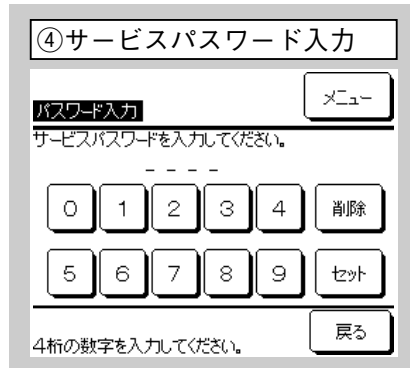 ④サービスパスワード入力
メニュー
パスワード入力
サービスパスワードを入力してください。
- - - -
0 1 2 3 4 削除
5 6 7 8 9 セット
戻る
4桁の数字を入力してください。